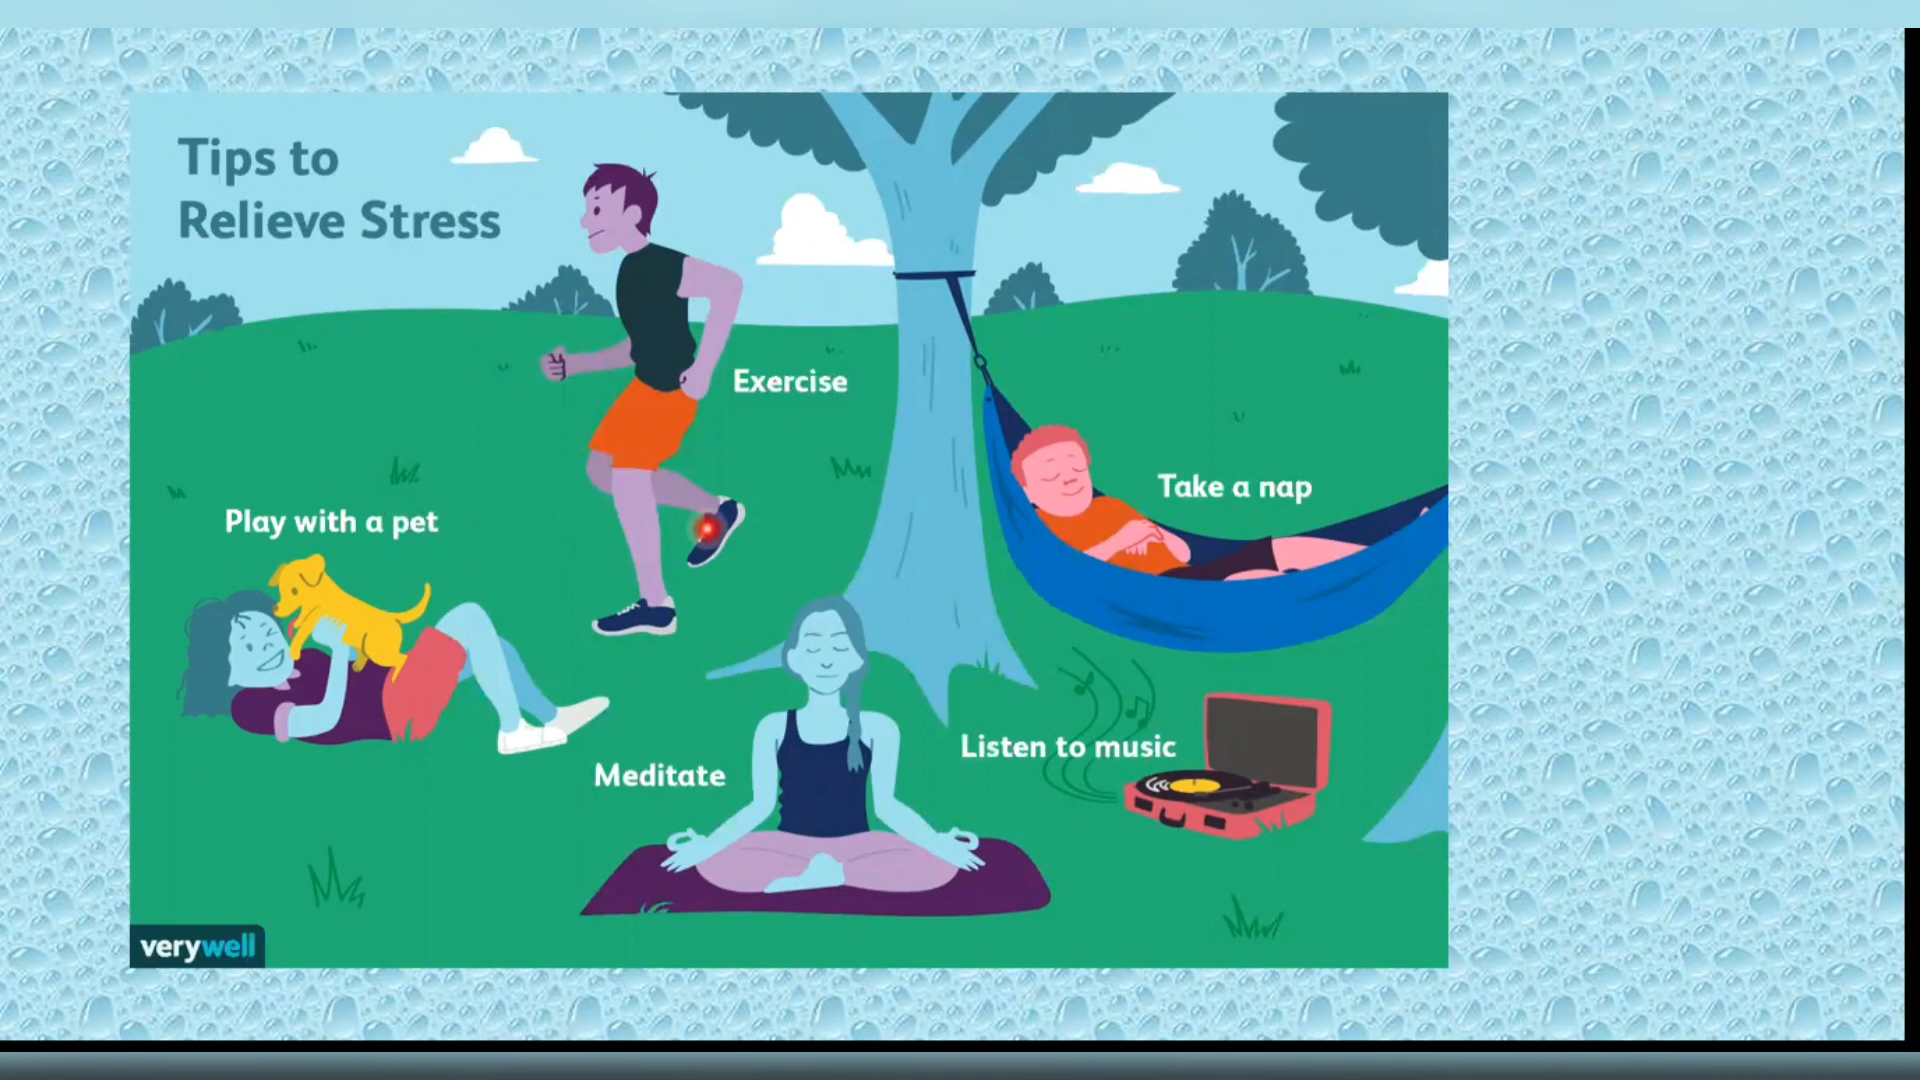 Tips to
Relieve Stress
Exercise
Take a nap
Play with a pet
Listen to music
Meditate
verywell